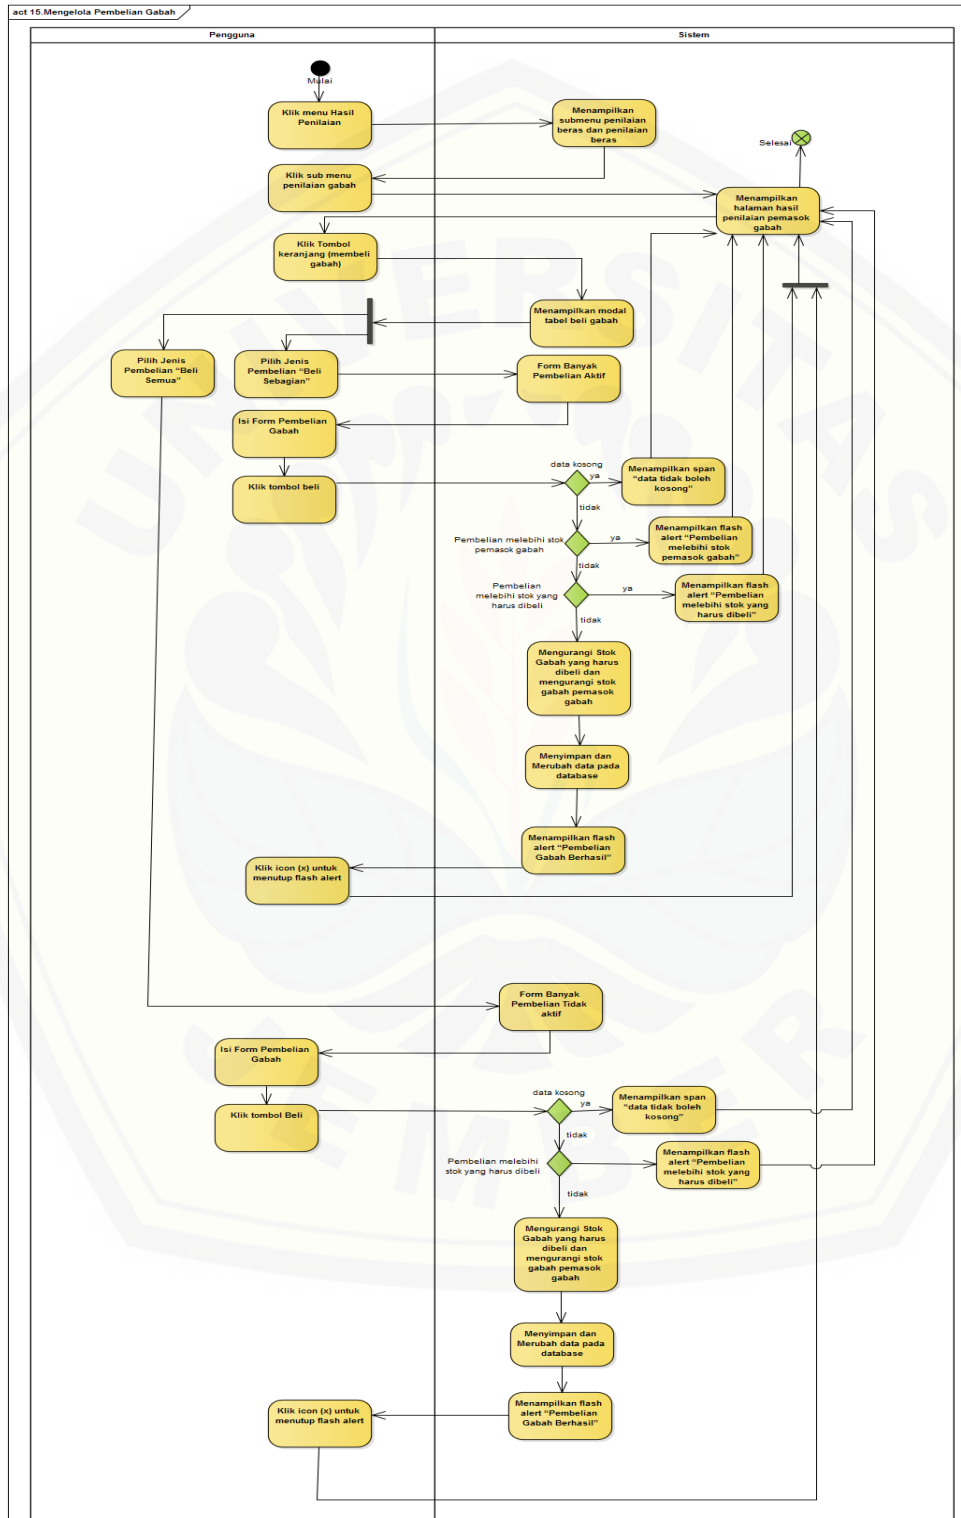 act 15.Mengelola Pembelian Gabah
Pengguna
Sistem
Mulai
Klik menu Hasil
Penilaian
Menampilkan
submenu penilaian
beras dan penilaian
beras
Selesai
Klik sub menu
penilaian gabah
Menampilkan
halaman hasil
penilaian pemasok
gabah
Klik Tombol
keranjang (membeli
gabah)
Menampilkan modal
tabel beli gabah
Pilih Jenis
Pembelian “Beli
Semua”
Pilih Jenis
Pembelian “Beli
Sebagian”
Form Banyak
Pembelian Aktif
Isi Form Pembelian
Gabah
Klik tombol beli
data kosong
ya
Menampilkan span
“data tidak boleh
kosong”
tidak
Pembelian melebihi stok
pemasok gabah
ya
Menampilkan flash
alert “Pembelian
melebihi stok
pemasok gabah”
tidak
Pembelian
melebihi stok yang
harus dibeli
ya
Menampilkan flash
alert “Pembelian
melebihi stok yang
harus dibeli”
tidak
Mengurangi Stok
Gabah yang harus
dibeli dan
mengurangi stok
gabah pemasok
gabah
Menyimpan dan
Merubah data pada
database
Menampilkan flash
alert “Pembelian
Gabah Berhasil”
Klik icon (x) untuk
menutup flash alert
Form Banyak
Pembelian Tidak
aktif
Isi Form Pembelian
Gabah
Klik tombol Beli
data kosong
ya
Menampilkan span
“data tidak boleh
kosong”
tidak
Pembelian melebihi
stok yang harus dibeli
Menampilkan flash
alert “Pembelian
melebihi stok yang
harus dibeli”
tidak
Mengurangi Stok
Gabah yang harus
dibeli dan
mengurangi stok
gabah pemasok
gabah
Menyimpan dan
Merubah data pada
database
Menampilkan flash
alert “Pembelian
Gabah Berhasil”
Klik icon (x) untuk
menutup flash alert
UNIVERSITAS
JEMBER